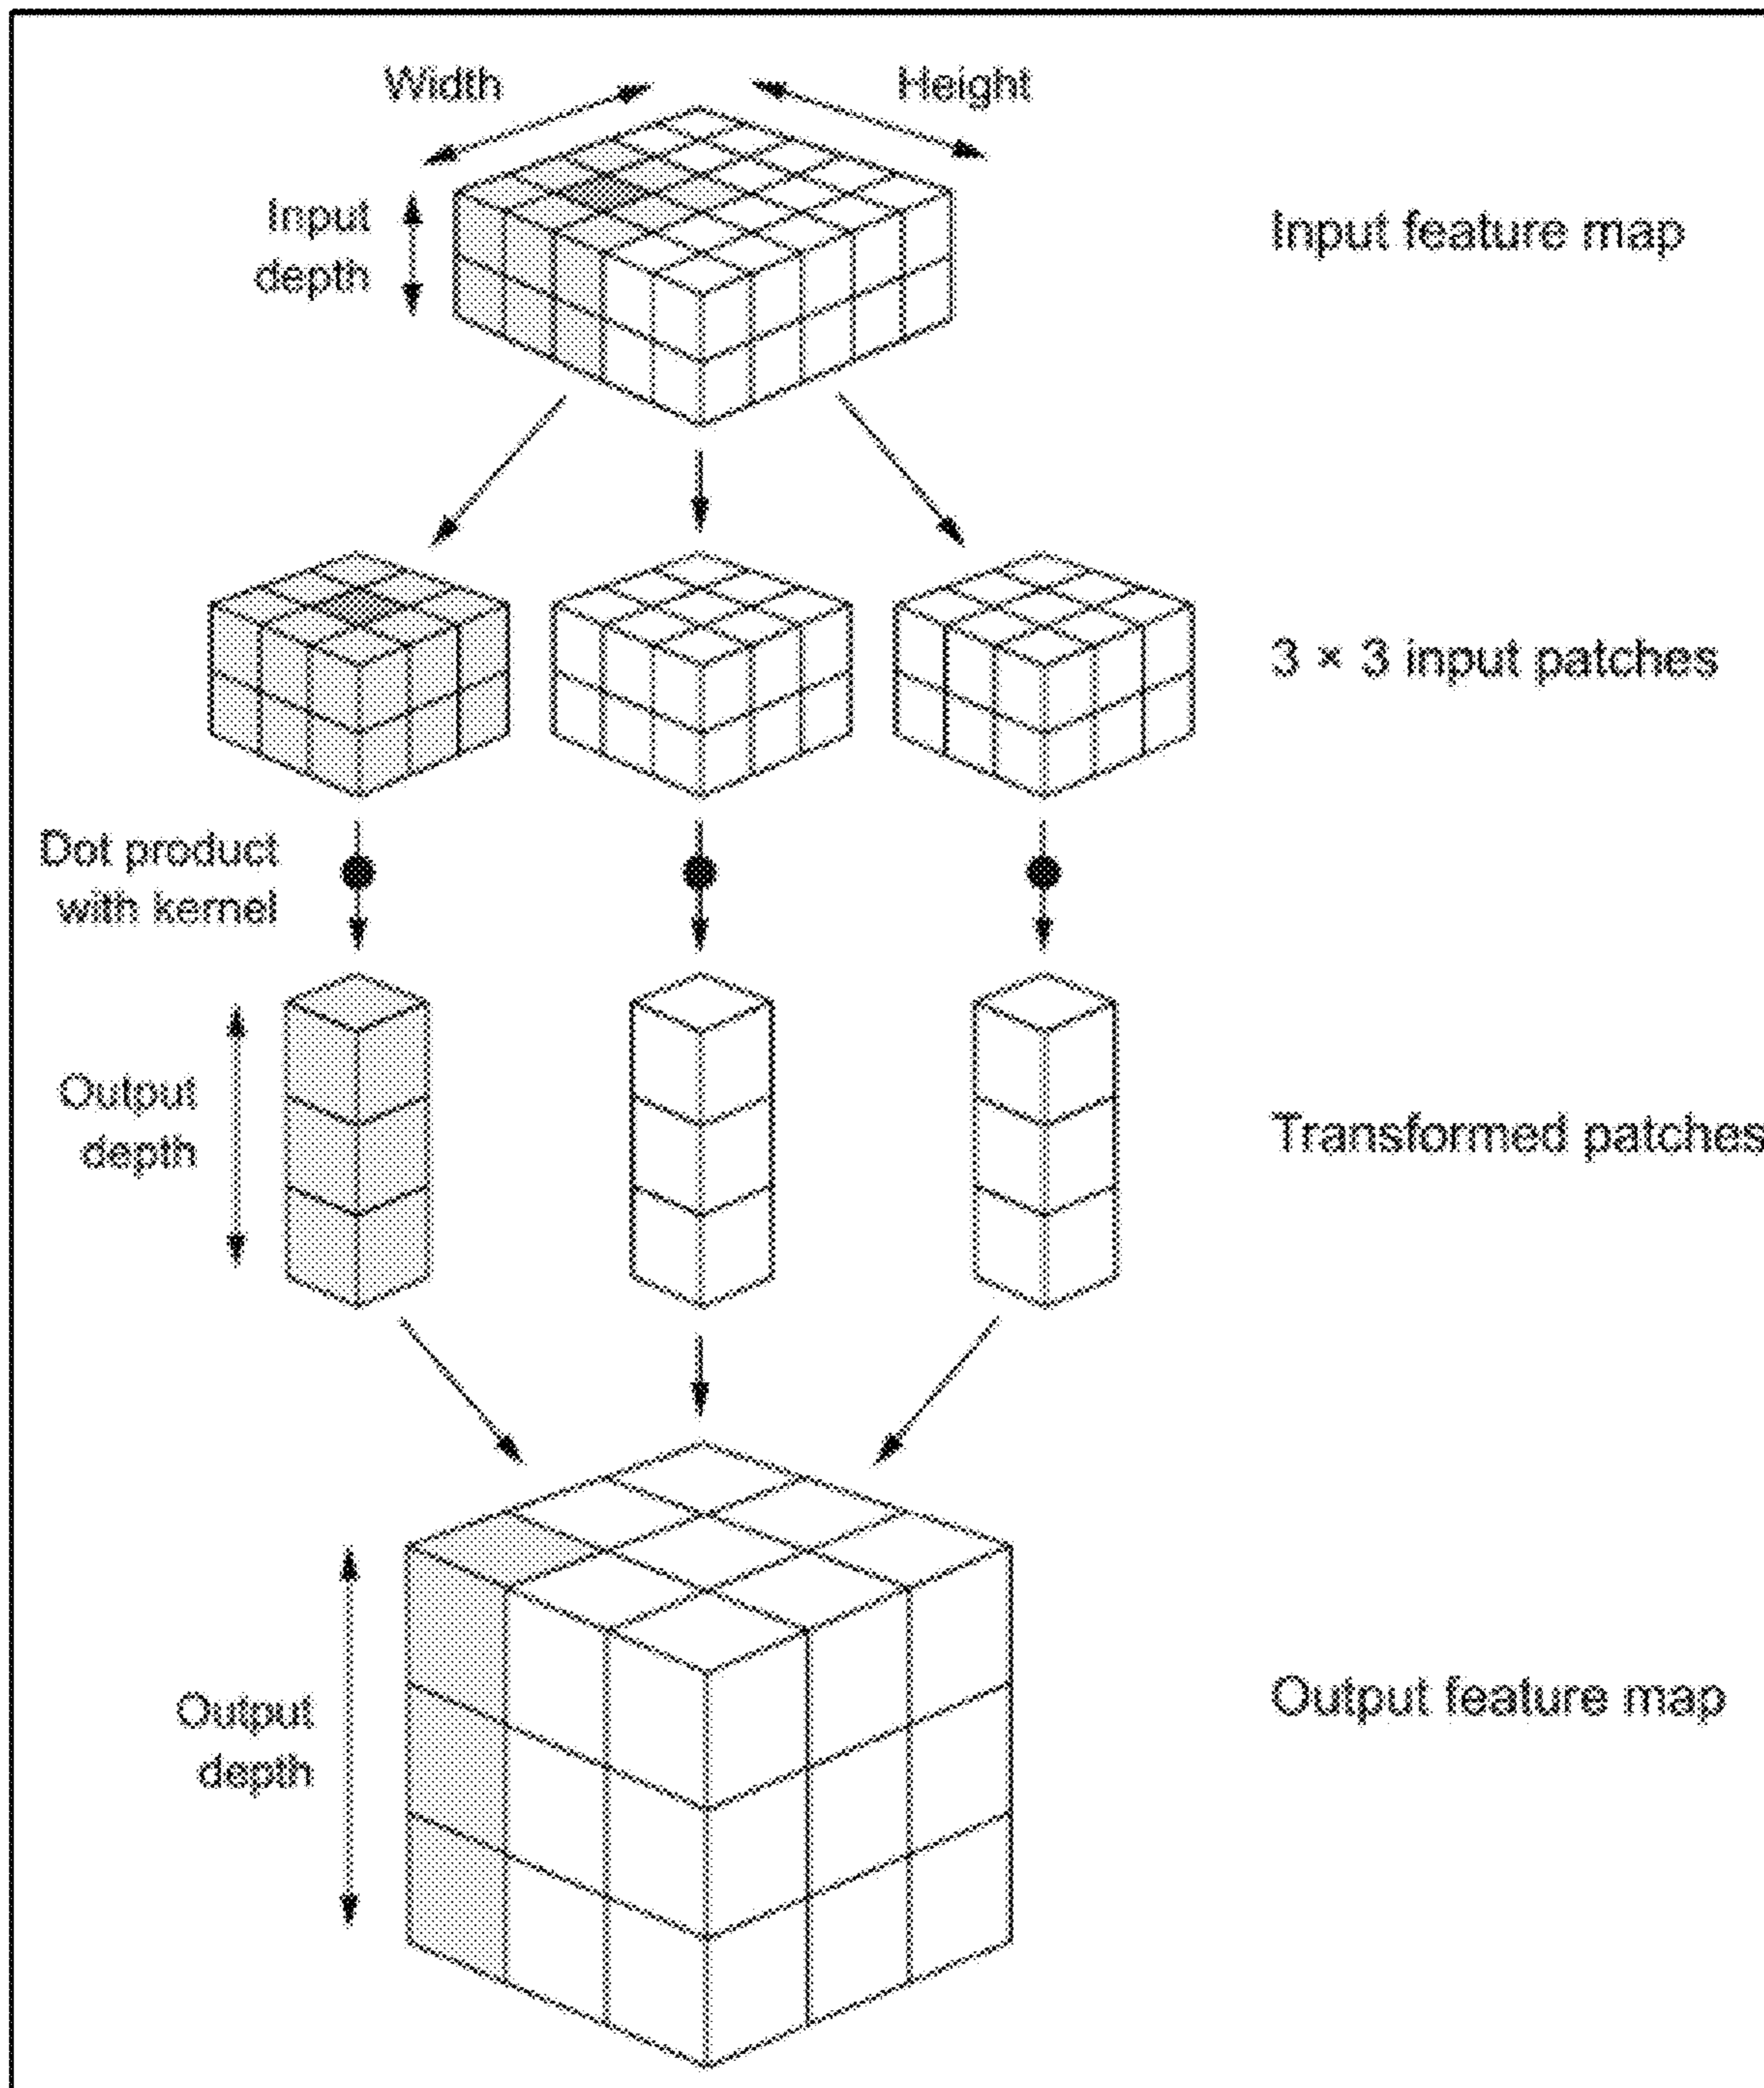 Width
Height
Input
depth
Input feature map
3 × 3 input patches
Dot product
with kernel
Output
depth
Transformed patches
Output
depth
Output feature map